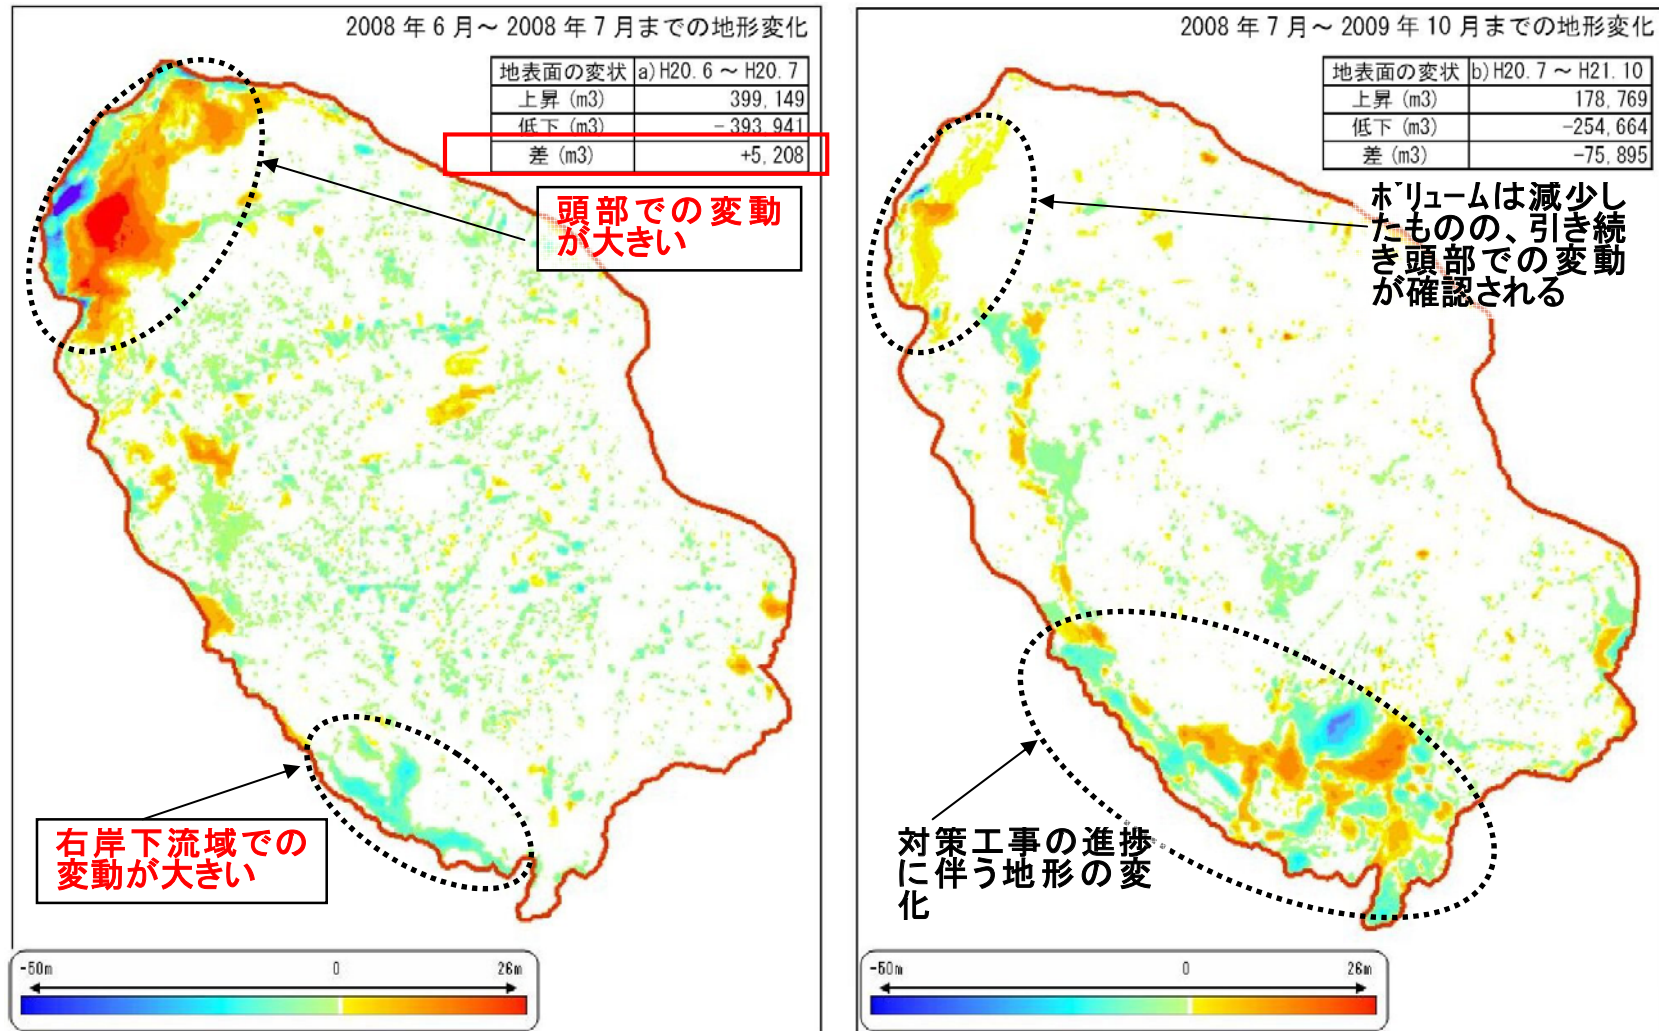 2008 年 6 月～ 2008 年 7 月までの地形変化
地表面の変状 a) H20. 6 ～ H20. 7
上昇 (m3) 399, 149
低下 (m3) -393, 941
差 (m3) +5, 208
頭部での変動
が大きい
右岸下流域での
変動が大きい
-50m 0 26m
2008 年 7 月～ 2009 年 10 月までの地形変化
地表面の変状 b) H20. 7 ～ H21. 10
上昇 (m3) 178, 769
低下 (m3) -254, 664
差 (m3) -75, 895
ﾎﾞﾘｭｰﾑは減少し
たものの、引き続
き頭部での変動
が確認される
対策工事の進捗
に伴う地形の変
化
-50m 0 26m